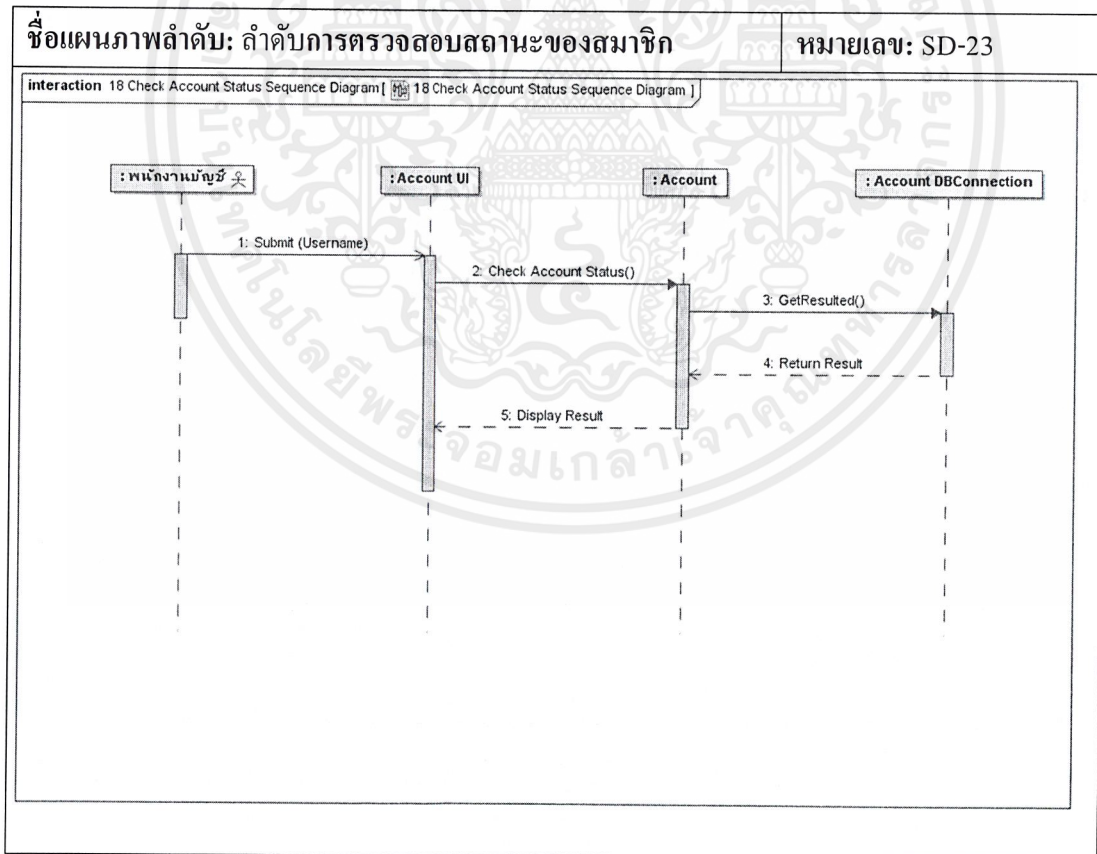 ชื่อแผนภาพลำดับ: ลำดับการตรวจสอบสถานะของสมาชิก
หมายเลข: SD-23
interaction 18 Check Account Status Sequence Diagram [ 18 Check Account Status Sequence Diagram ]
: พนักงานบัญชี
: Account UI
: Account
: Account DBConnection
1: Submit (Username)
2: Check Account Status()
3: GetResulted()
4: Return Result
5: Display Result